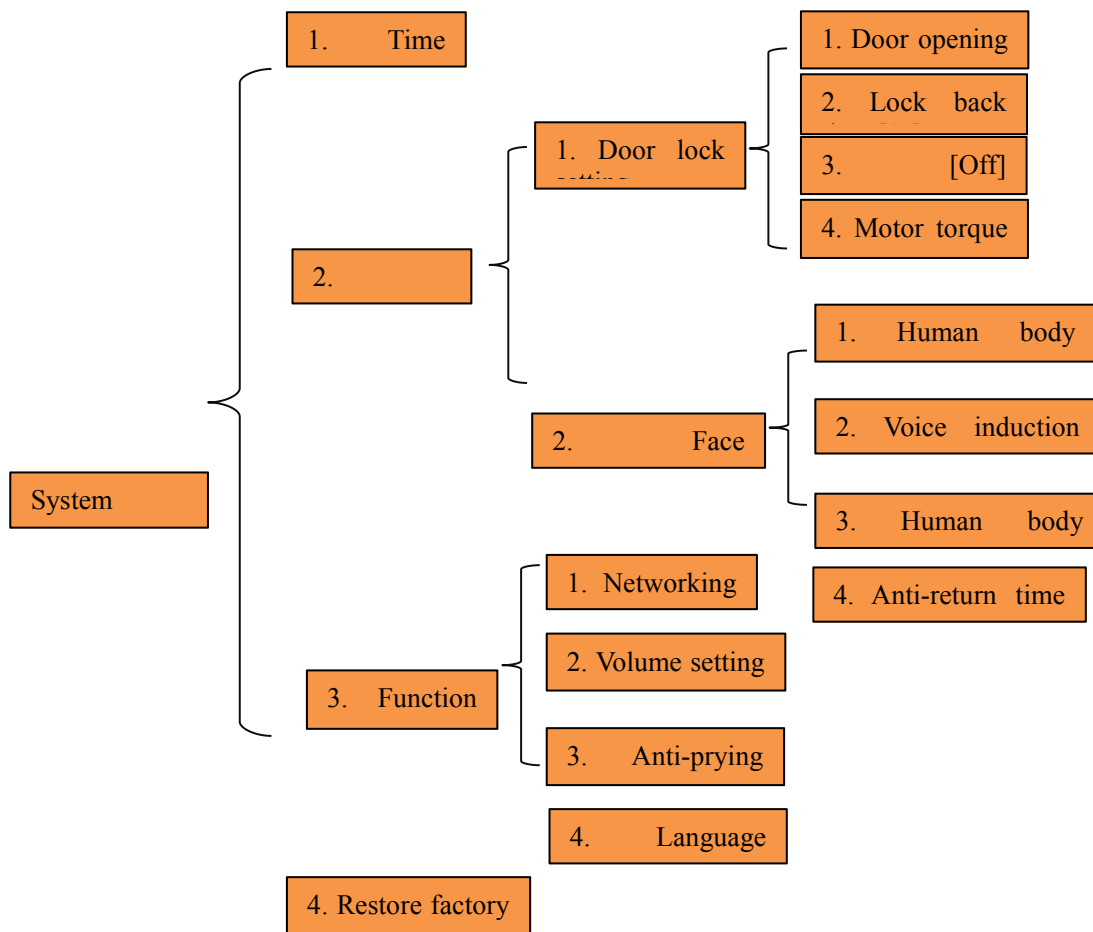 1. Time
1. Door opening
2. Lock back
1. Door lock
3. [Off]
4. Motor torque
2.
1. Human body
2. Face
2. Voice induction
System
3. Human body
1. Networking
4. Anti-return time
2. Volume setting
3. Function
3. Anti-prying
4. Language
4. Restore factory